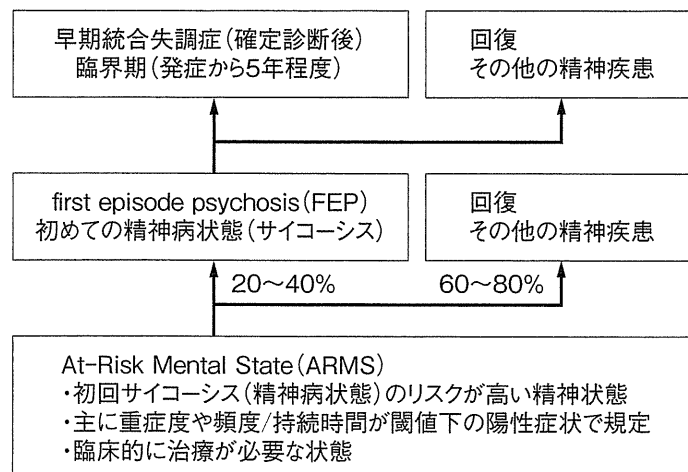 早期統合失調症（確定診断後）
臨界期（発症から5年程度）
回復
その他の精神疾患
first episode psychosis（FEP）
初めての精神病状態（サイコーシス）
回復
その他の精神疾患
20～40%
60～80%
At-Risk Mental State（ARMS）
・初回サイコーシス（精神病状態）のリスクが高い精神状態
・主に重症度や頻度/持続時間が閾値下の陽性症状で規定
・臨床的に治療が必要な状態